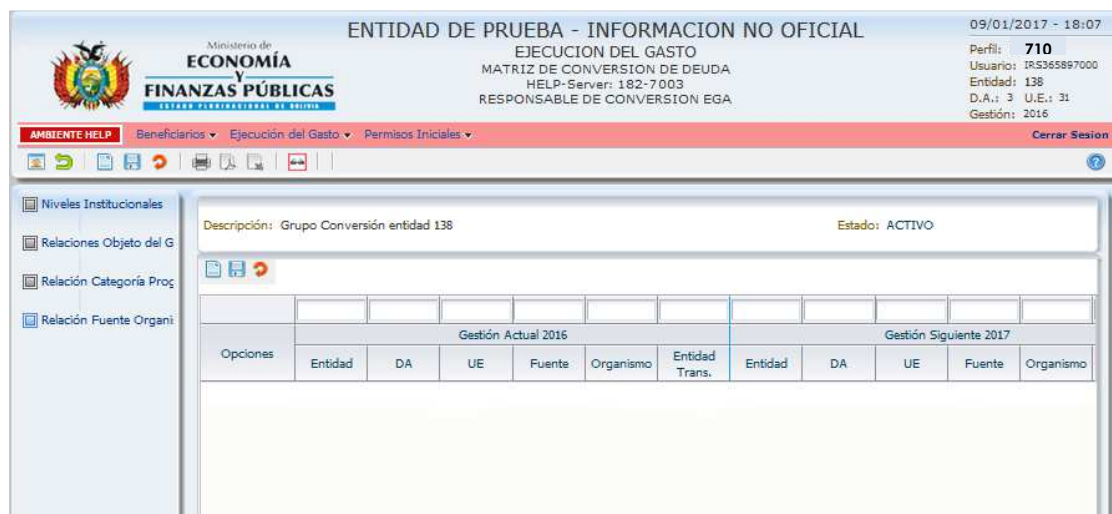 ENTIDAD DE PRUEBA - INFORMACION NO OFICIAL
EJECUCION DEL GASTO
MATRIZ DE CONVERSION DE DEUDA
HELP-Server: 182-7003
RESPONSABLE DE CONVERSION EGA
Ministerio de
ECONOMÍA
Y
FINANZAS PÚBLICAS
ESTADO PLURINACIONAL DE BOLIVIA
09/01/2017 - 18:07
Perfil: 710
Usuario: IRS365897000
Entidad: 138
D.A.: 3 U.E.: 31
Gestión: 2016
AMBIENTE HELP Beneficiarios Ejecución del Gasto Permisos Iniciales Cerrar Sesion
Niveles Institucionales
Relaciones Objeto del G
Relación Categoría Prog
Relación Fuente Organi
Descripción: Grupo Conversión entidad 138 Estado: ACTIVO
Gestión Actual 2016 Gestión Siguiente 2017
Opciones Entidad DA UE Fuente Organismo Entidad Trans. Entidad DA UE Fuente Organismo